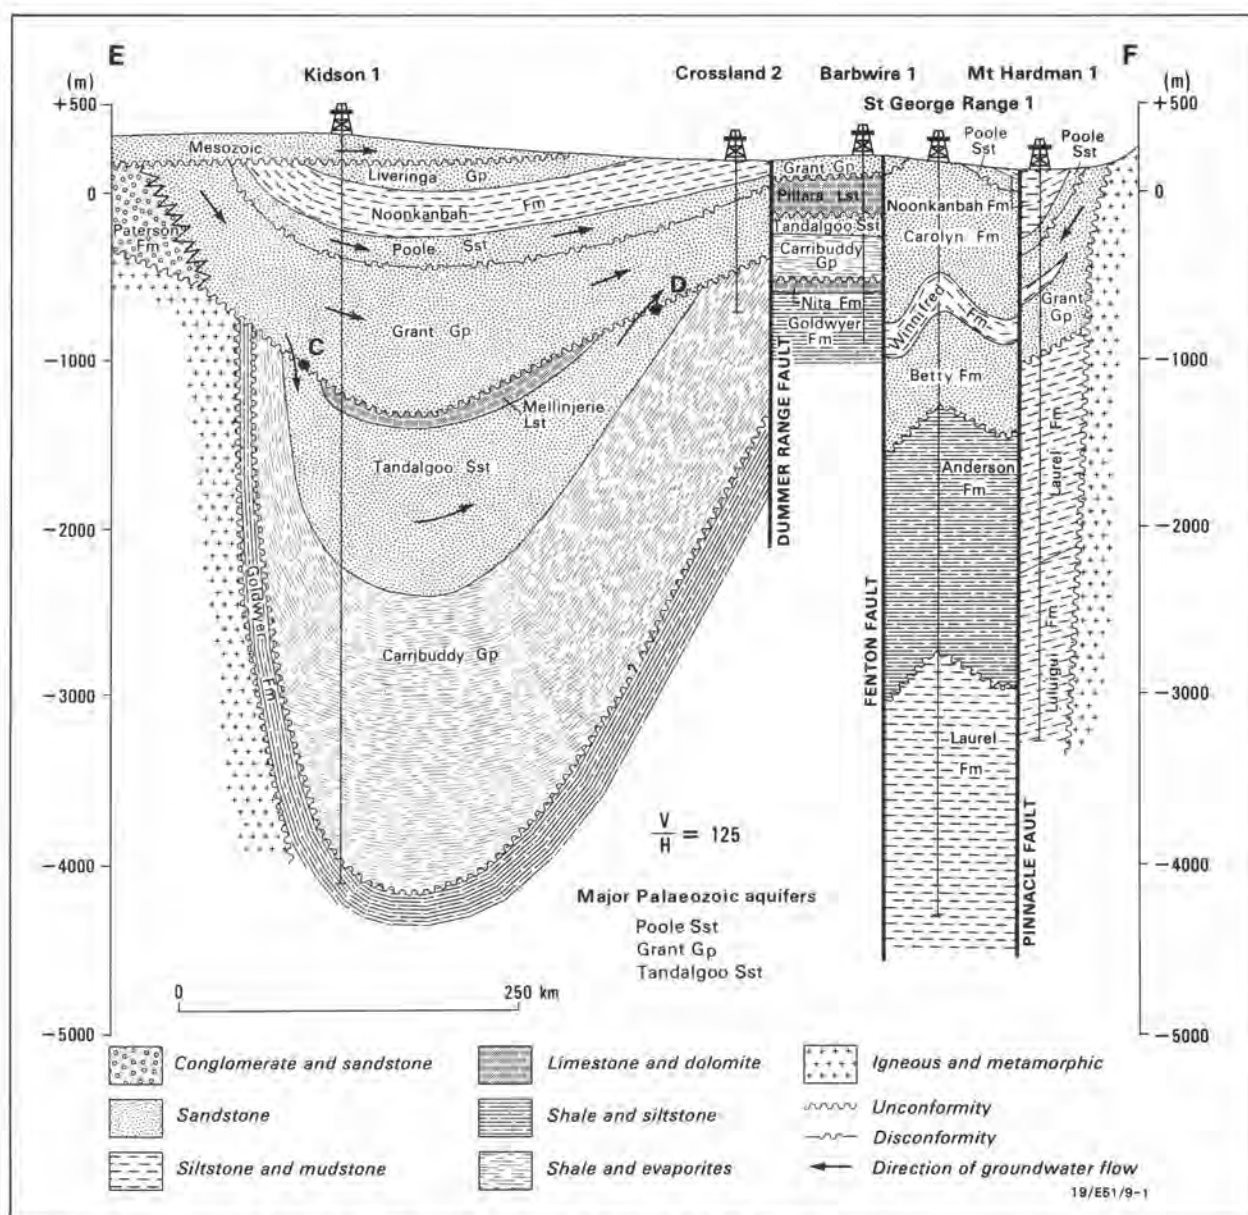 E
F
(m)
(m)
Kidson 1
Crossland 2
Barbwire 1
Mt Hardman 1
St George Range 1
+500
0
−1000
−2000
−3000
−4000
−5000
+500
0
−1000
−2000
−3000
−4000
−5000
Mesozoic
Liveringa Gp
Noonkanbah Fm
Poole Sst
Paterson
Fm
Grant Gp
C
D
Mellinjerie
Lst
Tandalgoo Sst
Carribuddy Gp
Goldwyer Fm
?
DUMMER RANGE FAULT
Grant Gp
Pillara Lst
Tandalgoo Sst
Carribuddy
Gp
Nita Fm
Goldwyer
Fm
FENTON FAULT
Poole
Sst
Noonkanbah Fm
Carolyn Fm
Winnifred Fm
Betty Fm
Anderson
Fm
Laurel
Fm
PINNACLE FAULT
Poole
Sst
Grant
Gp
Laurel Fm
Luluigui Fm
V
H = 125
Major Palaeozoic aquifers
Poole Sst
Grant Gp
Tandalgoo Sst
0 250 km
Conglomerate and sandstone
Sandstone
Siltstone and mudstone
Limestone and dolomite
Shale and siltstone
Shale and evaporites
Igneous and metamorphic
Unconformity
Disconformity
Direction of groundwater flow
19/E51/9-1